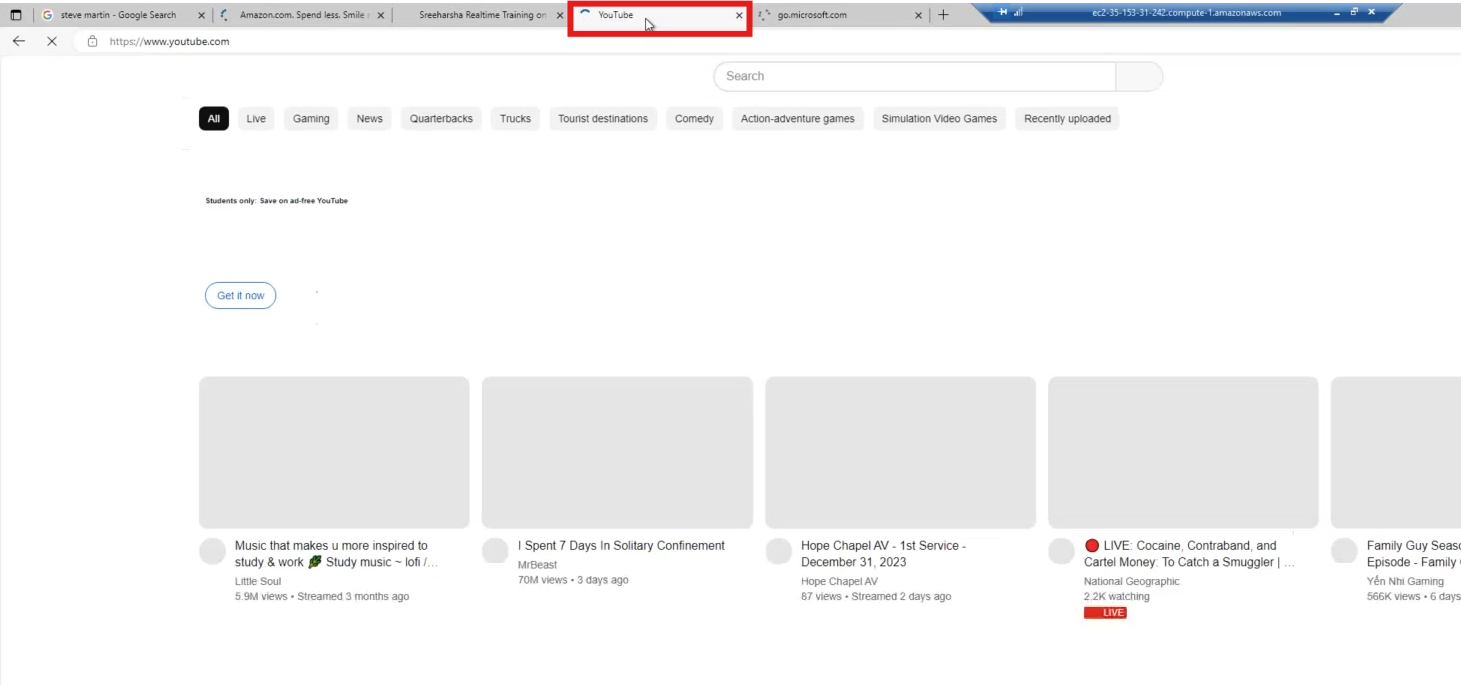 steve martin - Google Search
Amazon.com. Spend less. Smile
Sreeharsha Realtime Training on
YouTube
go.microsoft.com
ec2-35-153-31-242.compute-1.amazonaws.com
https://www.youtube.com
Search
All
Live
Gaming
News
Quarterbacks
Trucks
Tourist destinations
Comedy
Action-adventure games
Simulation Video Games
Recently uploaded
Students only: Save on ad-free YouTube
Get it now
Music that makes u more inspired to
study & work 🌿 Study music ~ lofi /...
Little Soul
5.9M views • Streamed 3 months ago
I Spent 7 Days In Solitary Confinement
MrBeast
70M views • 3 days ago
Hope Chapel AV - 1st Service -
December 31, 2023
Hope Chapel AV
87 views • Streamed 2 days ago
🔴 LIVE: Cocaine, Contraband, and
Cartel Money: To Catch a Smuggler | ...
National Geographic
2.2K watching
LIVE
Family Guy Seaso
Episode - Family
Yến Nhi Gaming
566K views • 6 days